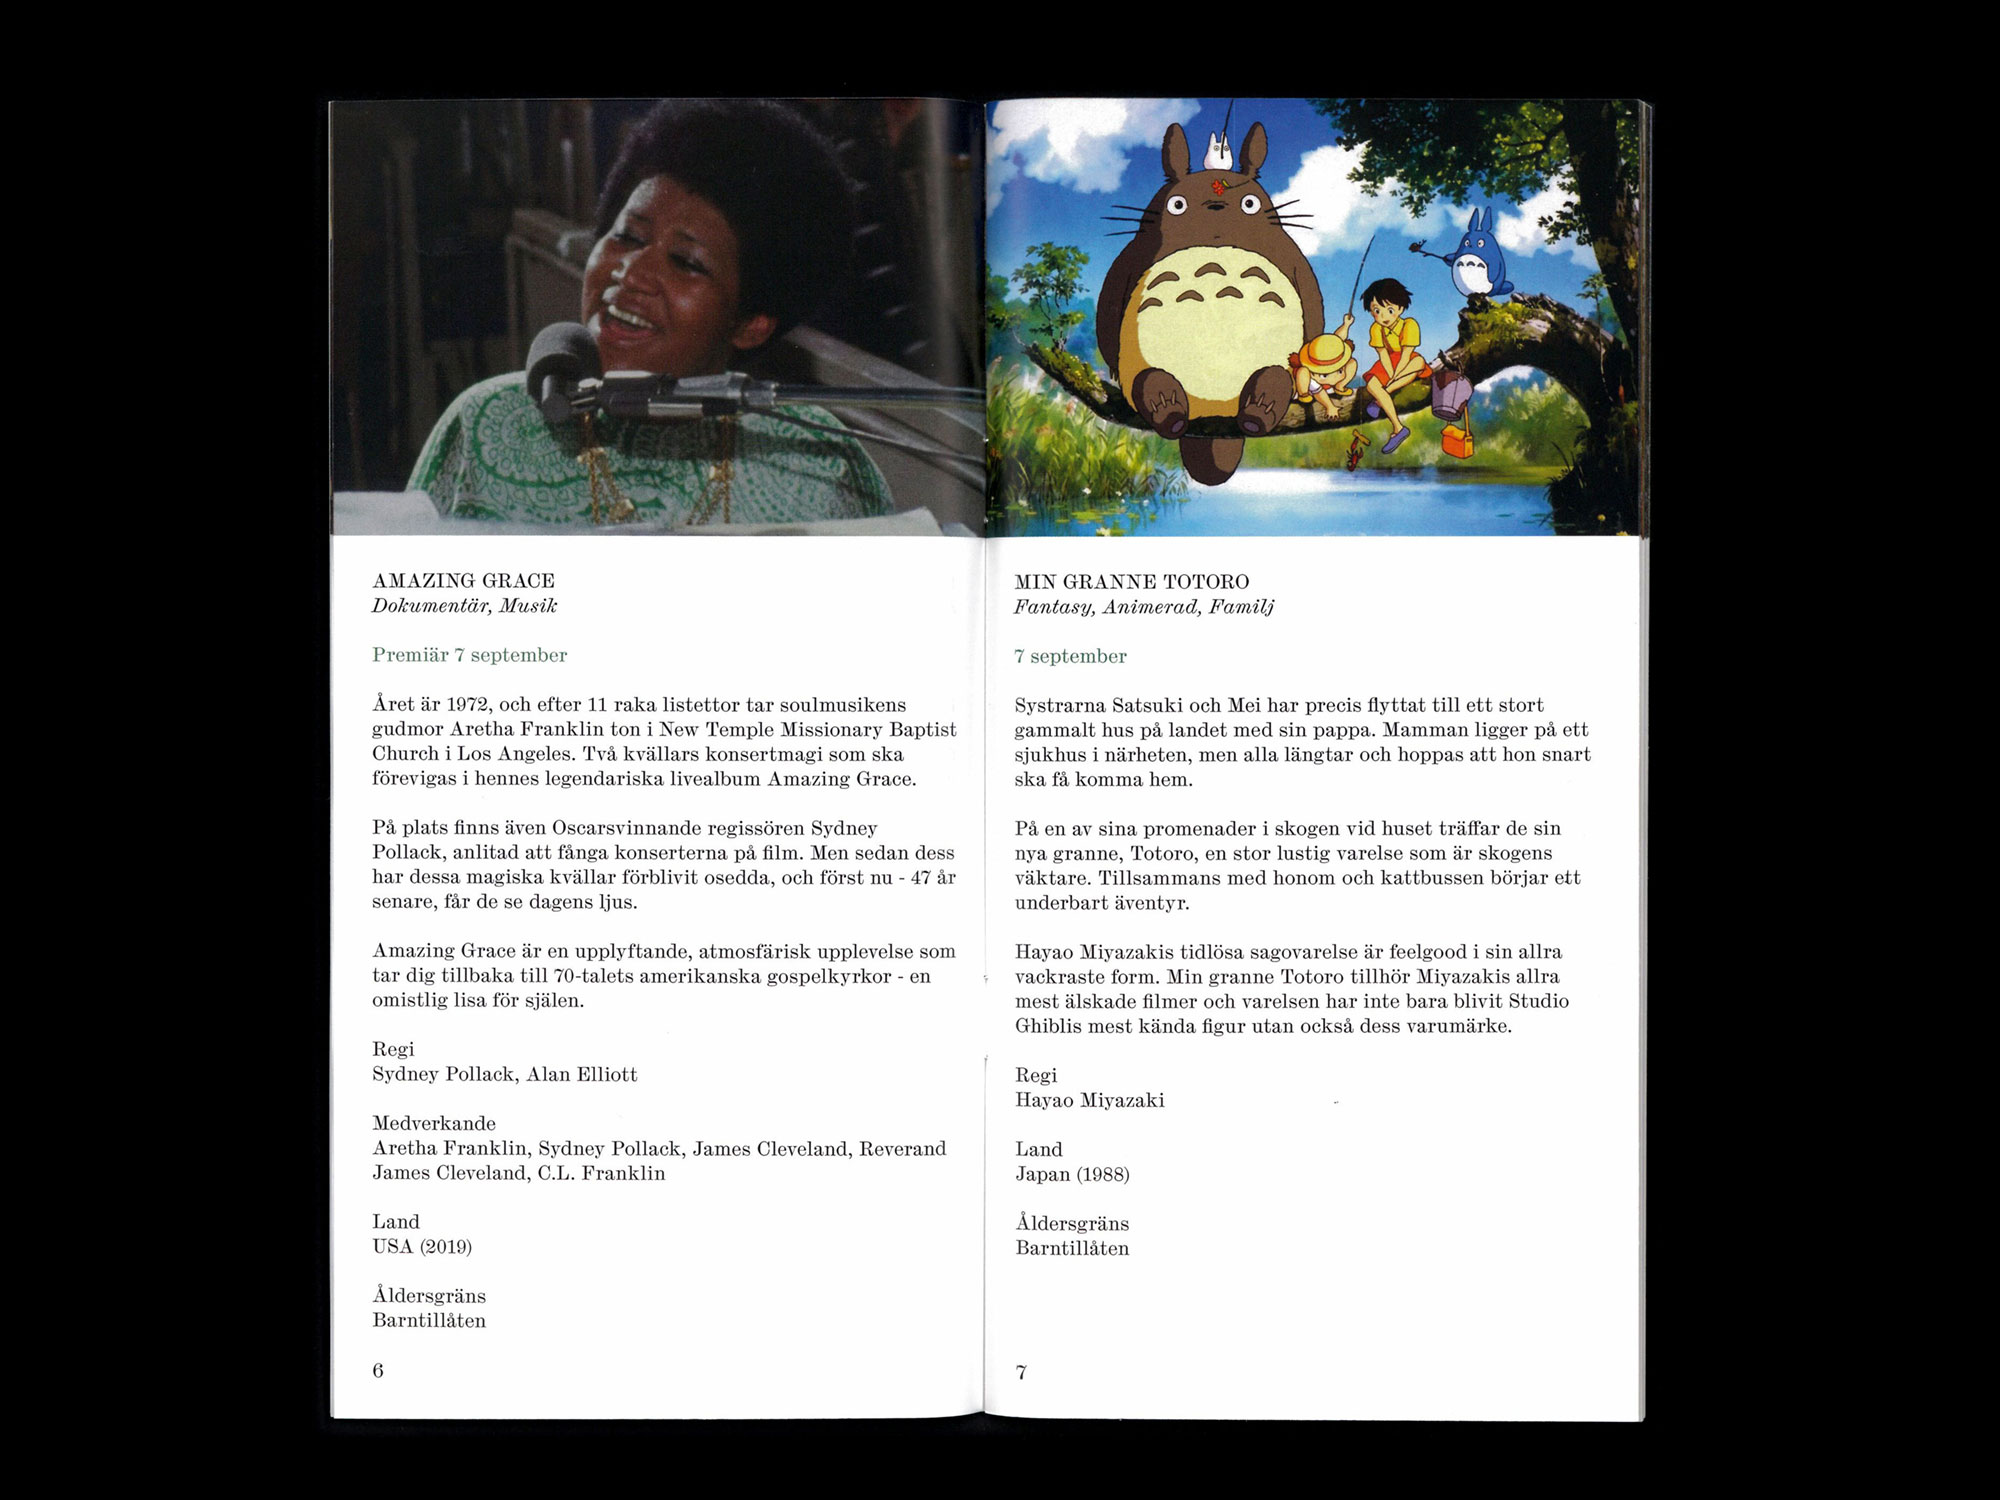 AMAZING GRACE
Dokumentär, Musik
Premiär 7 september
Året är 1972, och efter 11 raka listettor tar soulmusikens
gudmor Aretha Franklin ton i New Temple Missionary Baptist
Church i Los Angeles. Två kvällars konsertmagi som ska
förevigas i hennes legendariska livealbum Amazing Grace.
På plats finns även Oscarsvinnande regissören Sydney
Pollack, anlitad att fånga konserterna på film. Men sedan dess
har dessa magiska kvällar förblivit osedda, och först nu - 47 år
senare, får de se dagens ljus.
Amazing Grace är en upplyftande, atmosfärisk upplevelse som
tar dig tillbaka till 70-talets amerikanska gospelkyrkor - en
omistlig lisa för själen.
Regi
Sydney Pollack, Alan Elliott
Medverkande
Aretha Franklin, Sydney Pollack, James Cleveland, Reverand
James Cleveland, C.L. Franklin
Land
USA (2019)
Åldersgräns
Barntillåten
6
MIN GRANNE TOTORO
Fantasy, Animerad, Familj
7 september
Systrarna Satsuki och Mei har precis flyttat till ett stort
gammalt hus på landet med sin pappa. Mamman ligger på ett
sjukhus i närheten, men alla längtar och hoppas att hon snart
ska få komma hem.
På en av sina promenader i skogen vid huset träffar de sin
nya granne, Totoro, en stor lustig varelse som är skogens
väktare. Tillsammans med honom och kattbussen börjar ett
underbart äventyr.
Hayao Miyazakis tidlösa sagovarelse är feelgood i sin allra
vackraste form. Min granne Totoro tillhör Miyazakis allra
mest älskade filmer och varelsen har inte bara blivit Studio
Ghiblis mest kända figur utan också dess varumärke.
Regi
Hayao Miyazaki
Land
Japan (1988)
Åldersgräns
Barntillåten
7